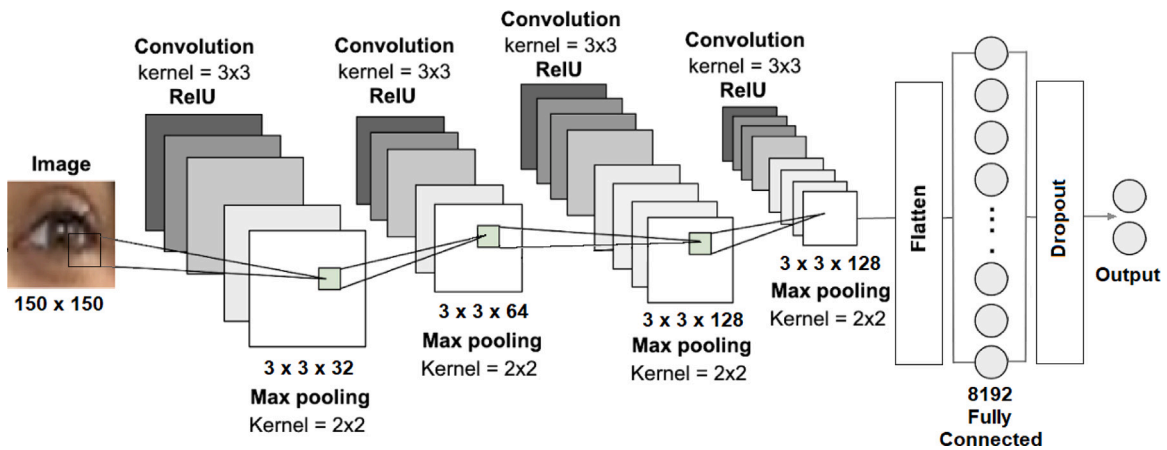 Image
150 x 150
Convolution
kernel = 3x3
RelU
3 x 3 x 32
Max pooling
Kernel = 2x2
Convolution
kernel = 3x3
RelU
3 x 3 x 64
Max pooling
Kernel = 2x2
Convolution
kernel = 3x3
RelU
3 x 3 x 128
Max pooling
Kernel = 2x2
Convolution
kernel = 3x3
RelU
3 x 3 x 128
Max pooling
Kernel = 2x2
Flatten
8192
Fully
Connected
Dropout
Output